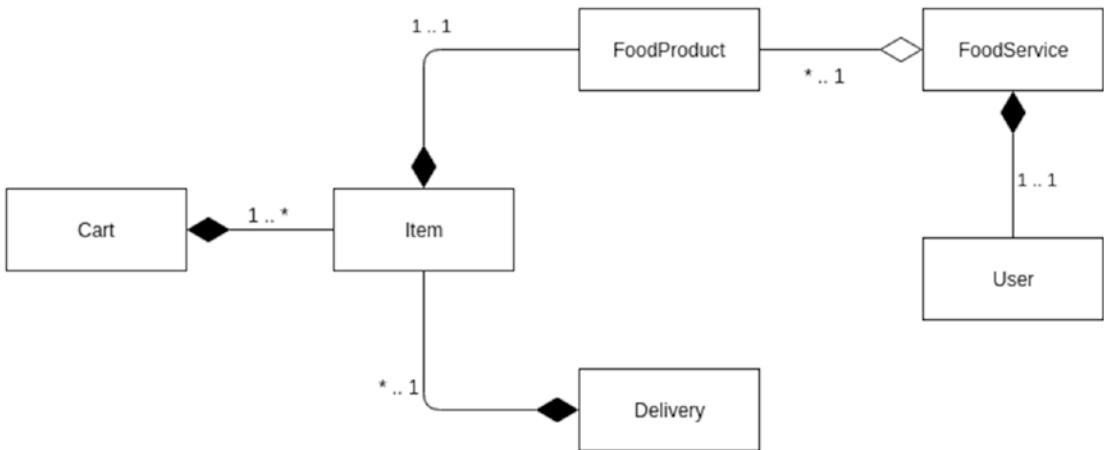 1 .. 1
FoodProduct
FoodService
* .. 1
1 .. 1
Cart
1 .. *
Item
User
* .. 1
Delivery